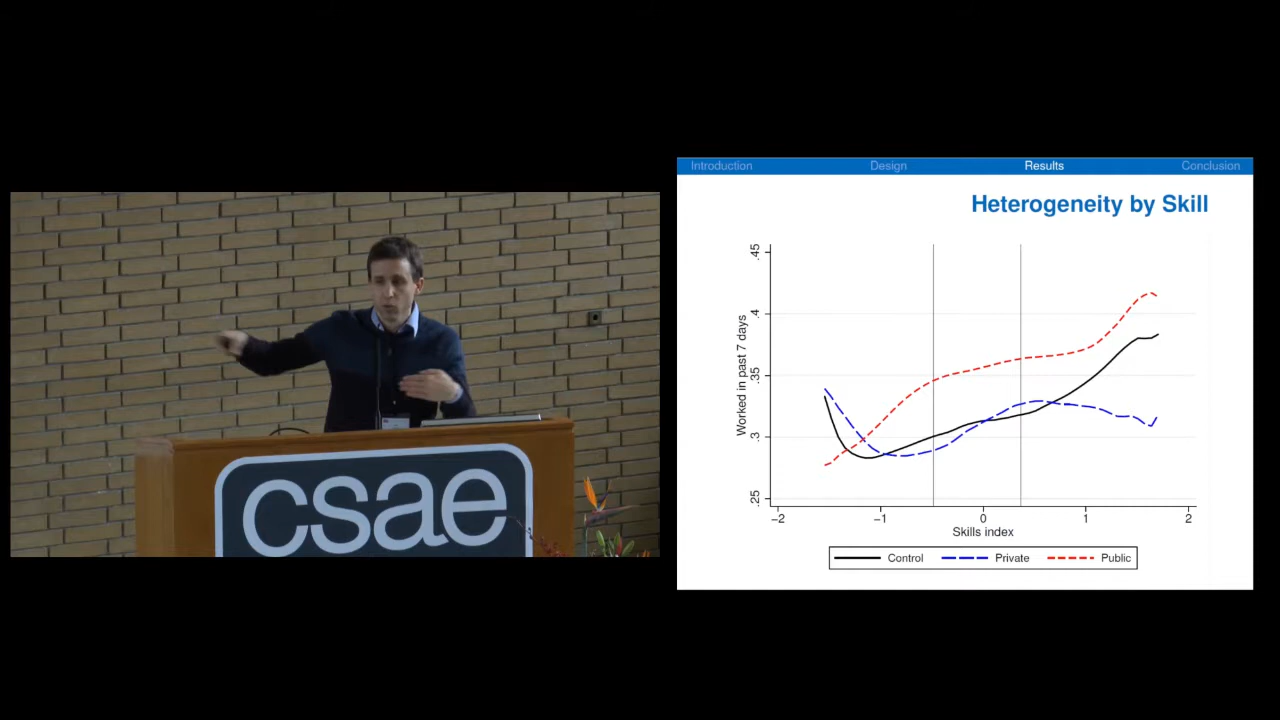 csae
Introduction
Design
Results
Conclusion
Heterogeneity by Skill
Worked in past 7 days
.45
.4
.35
.3
.25
−2
−1
0
1
2
Skills index
Control
Private
Public